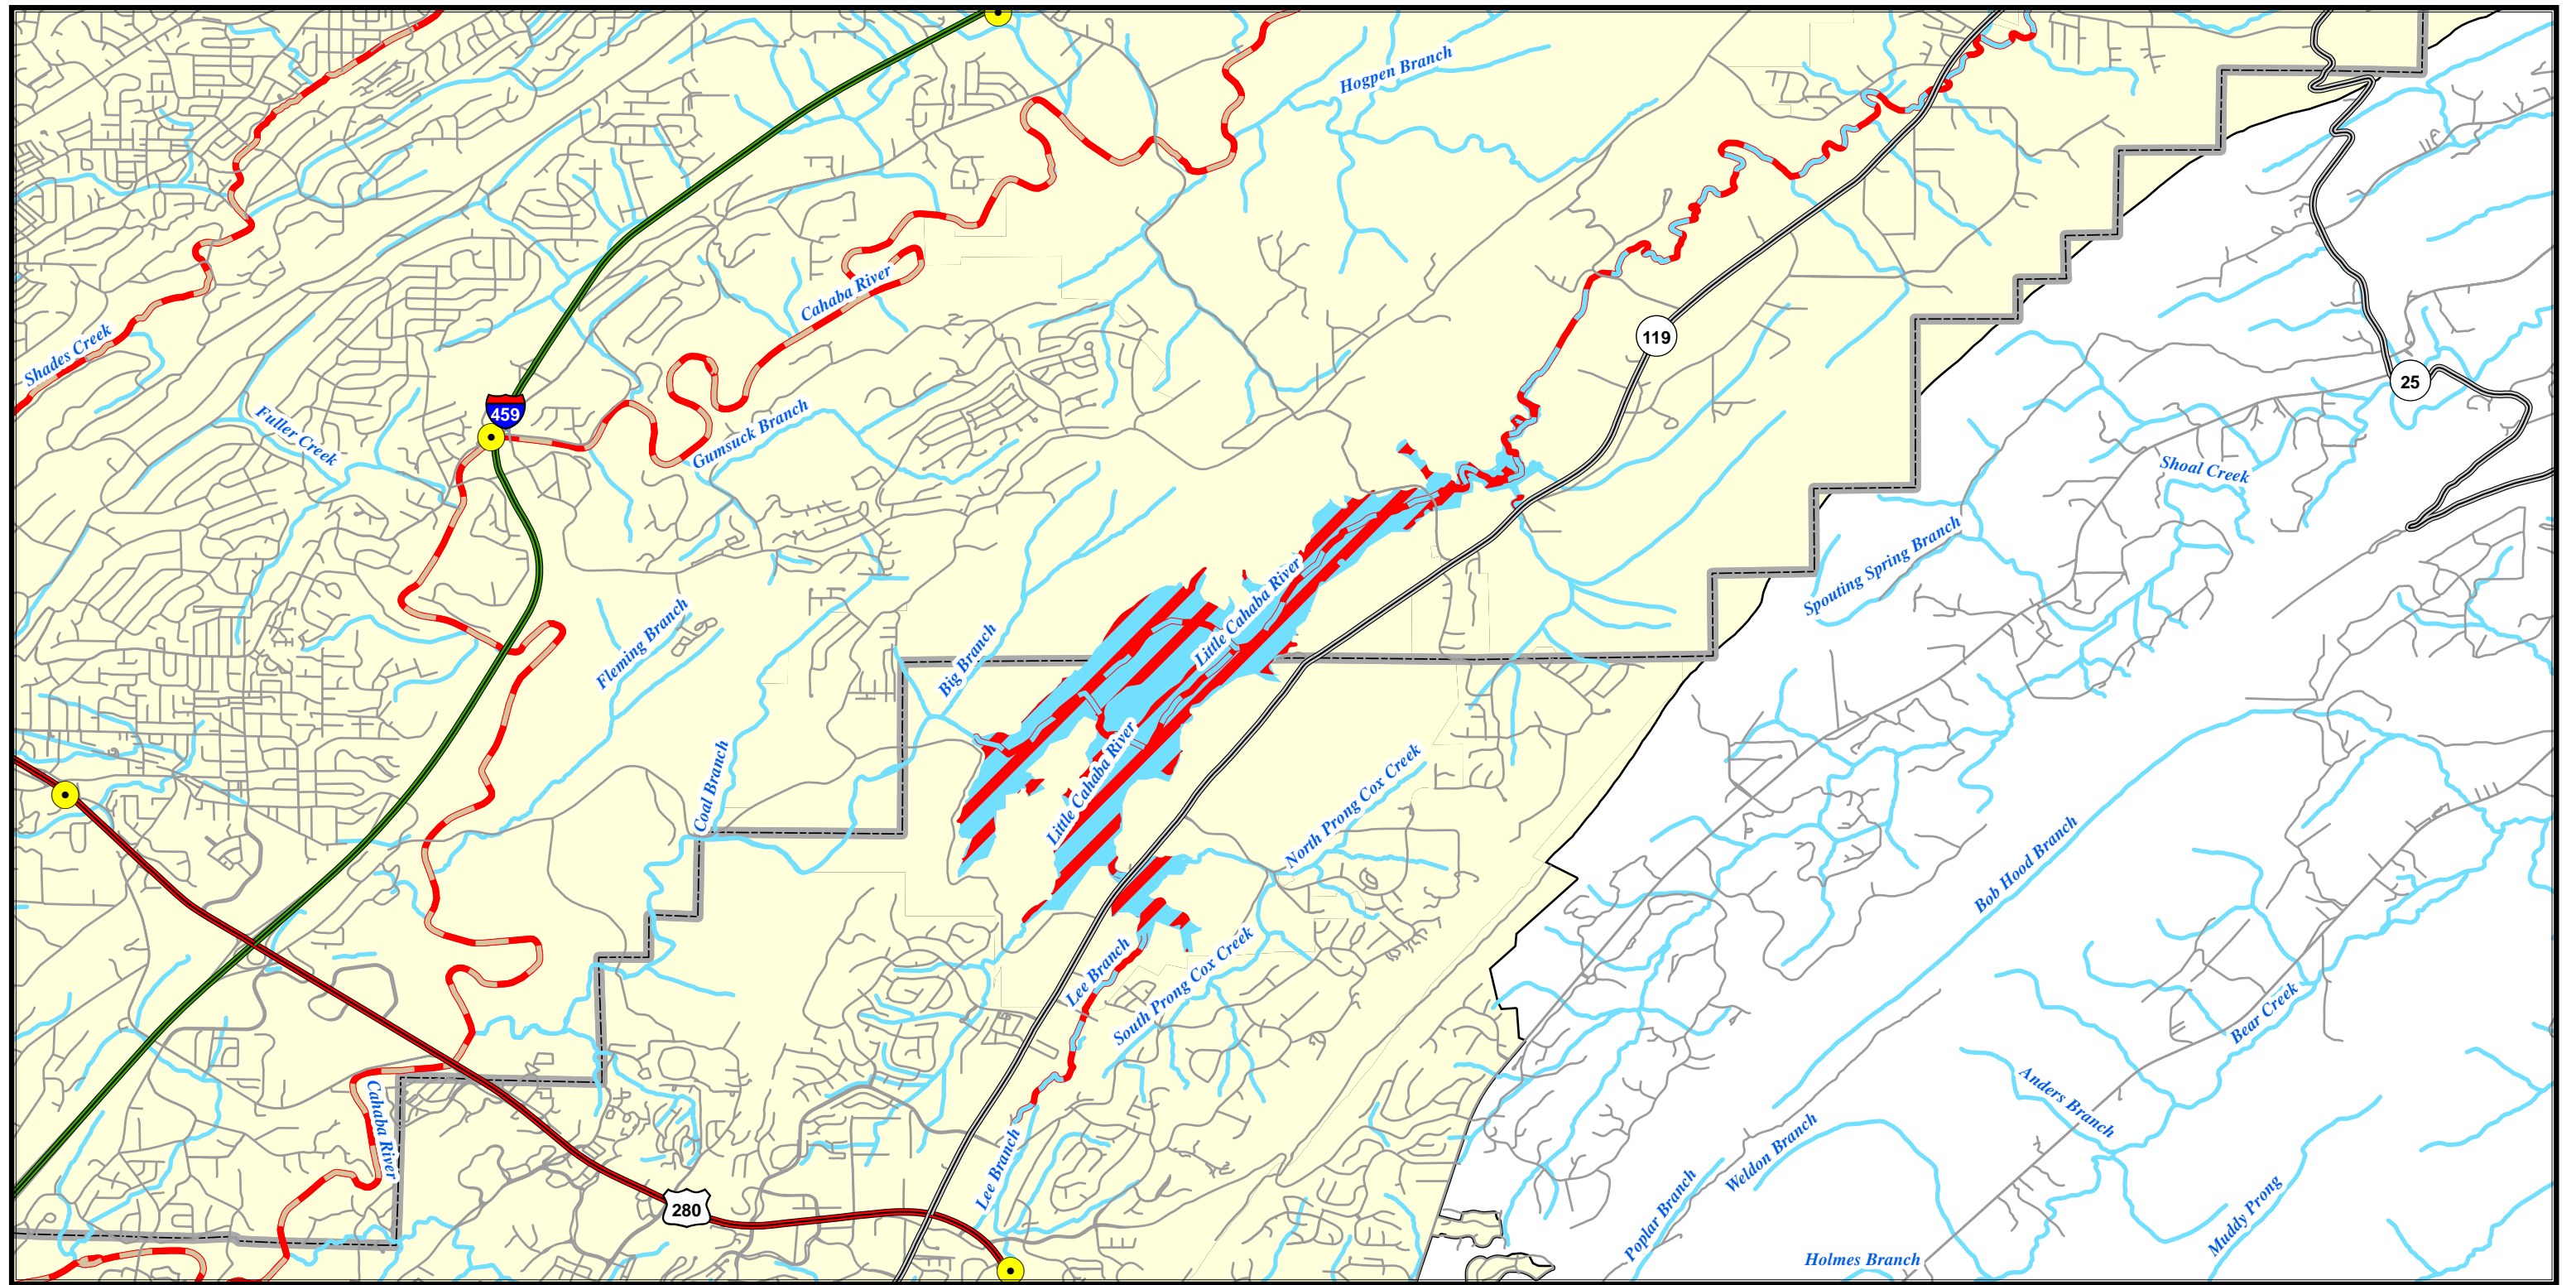 Hogpen Branch
Cahaba River
119
Shades Creek
25
459
Fuller Creek
Gumsuck Branch
Shoal Creek
Spouting Spring Branch
Little Cahaba River
Fleming Branch
Big Branch
Coal Branch
Little Cahaba River
North Prong Cox Creek
Bob Hood Branch
Lee Branch
South Prong Cox Creek
Bear Creek
Anders Branch
Cahaba River
Lee Branch
Weldon Branch
Poplar Branch
280
Muddy Prong
Holmes Branch